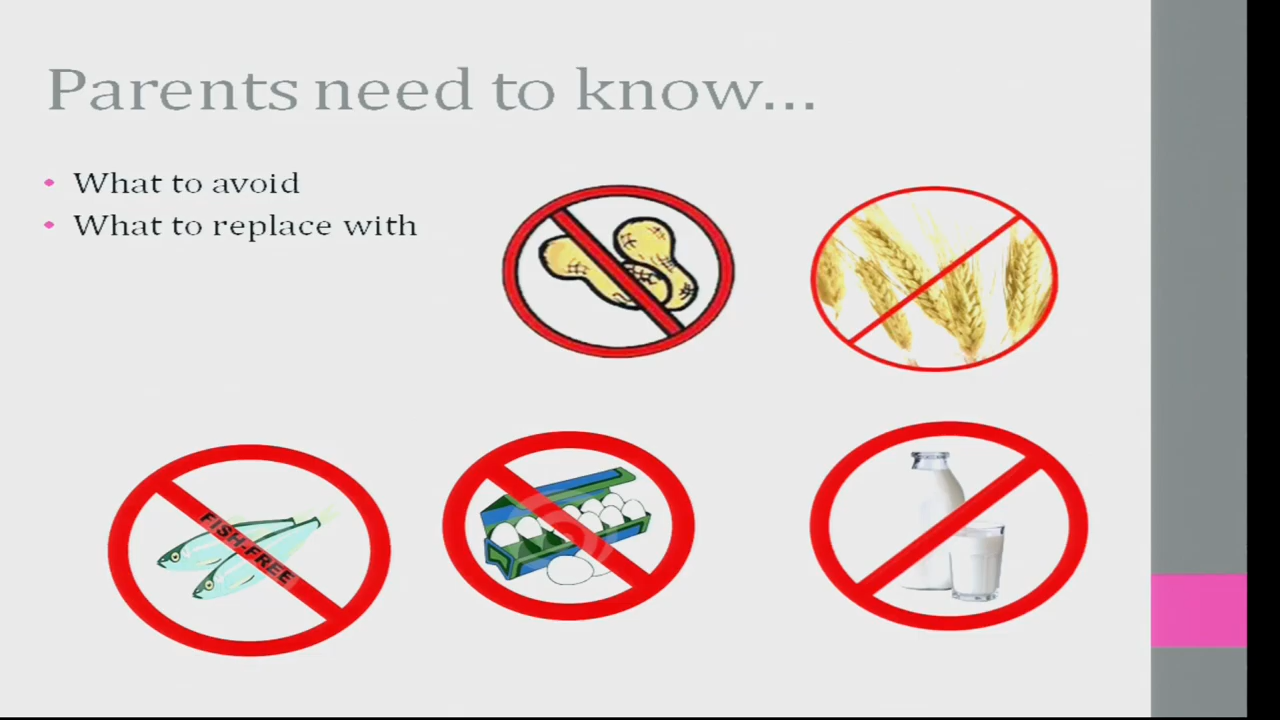 Parents need to know...
What to avoid
What to replace with
FISH-FREE